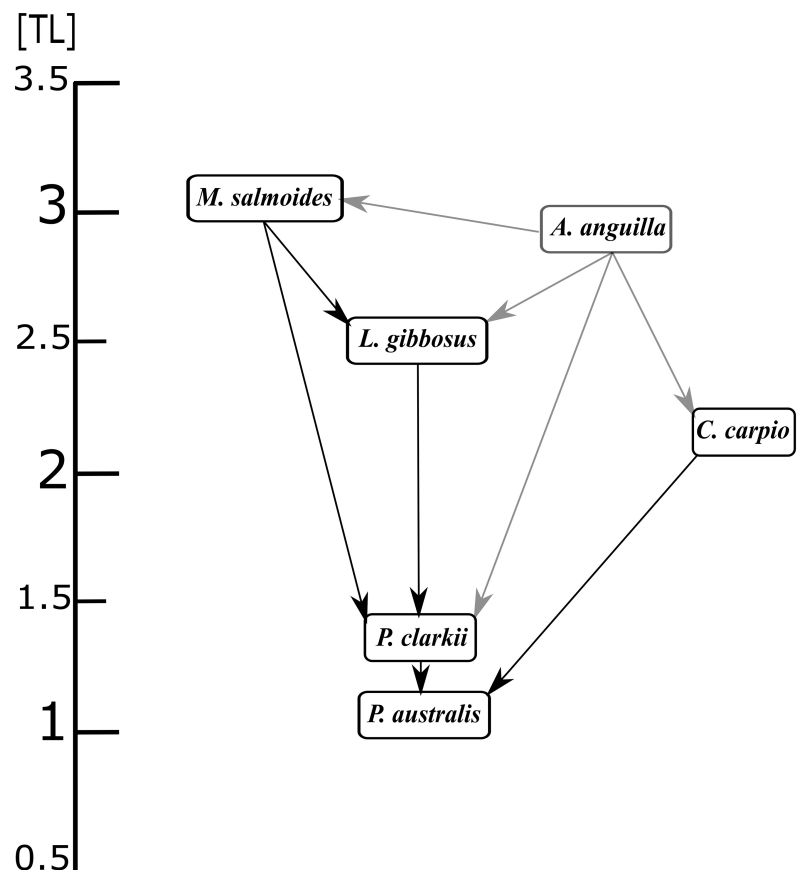 [TL]
3.5
M. salmoides
3
A. anguilla
2.5
L. gibbosus
C. carpio
2
1.5
P. clarkii
P. australis
1
0.5